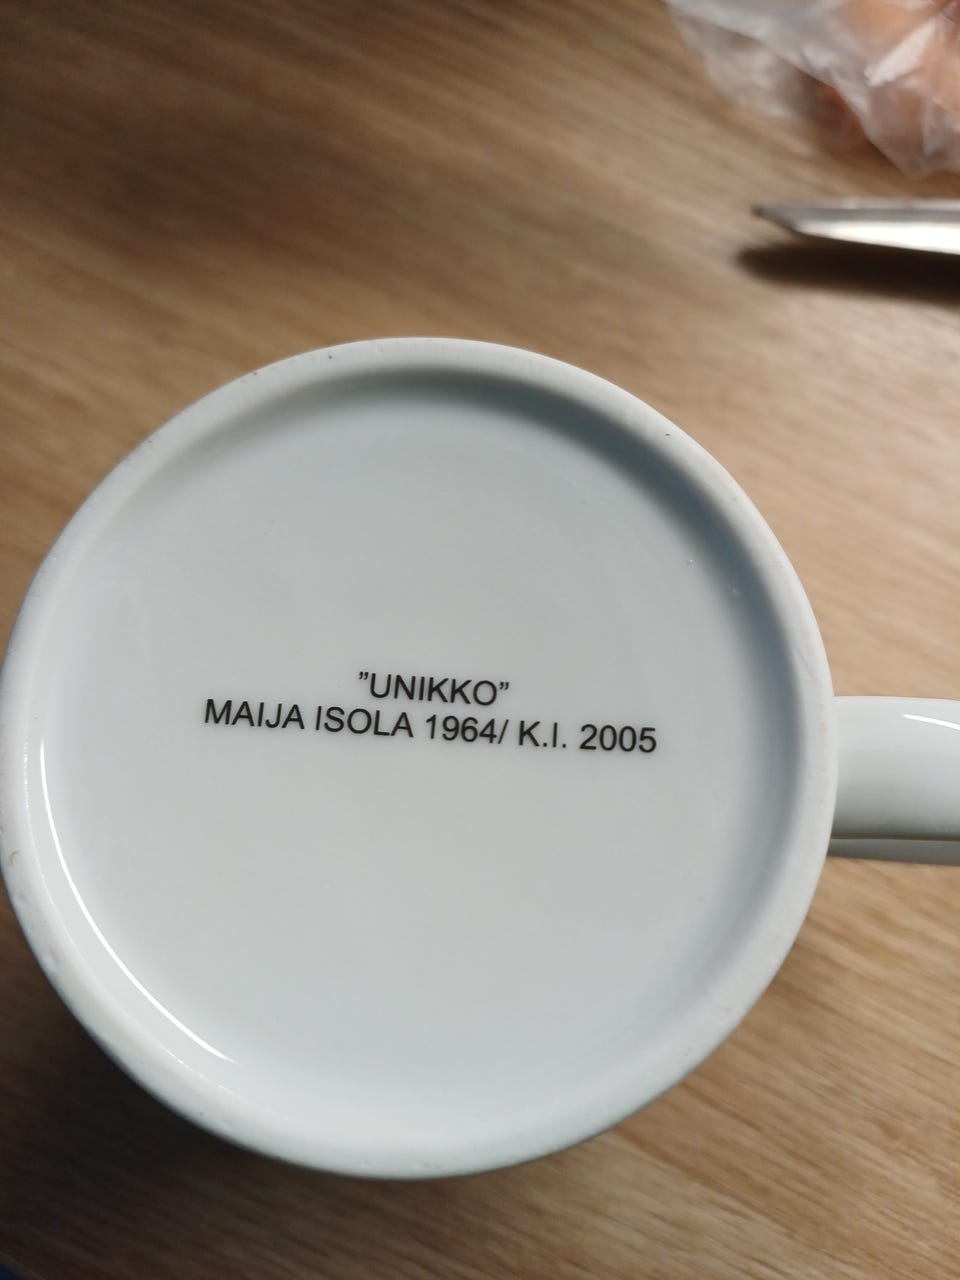 ”UNIKKO”
MAIJA ISOLA 1964/ K.I. 2005